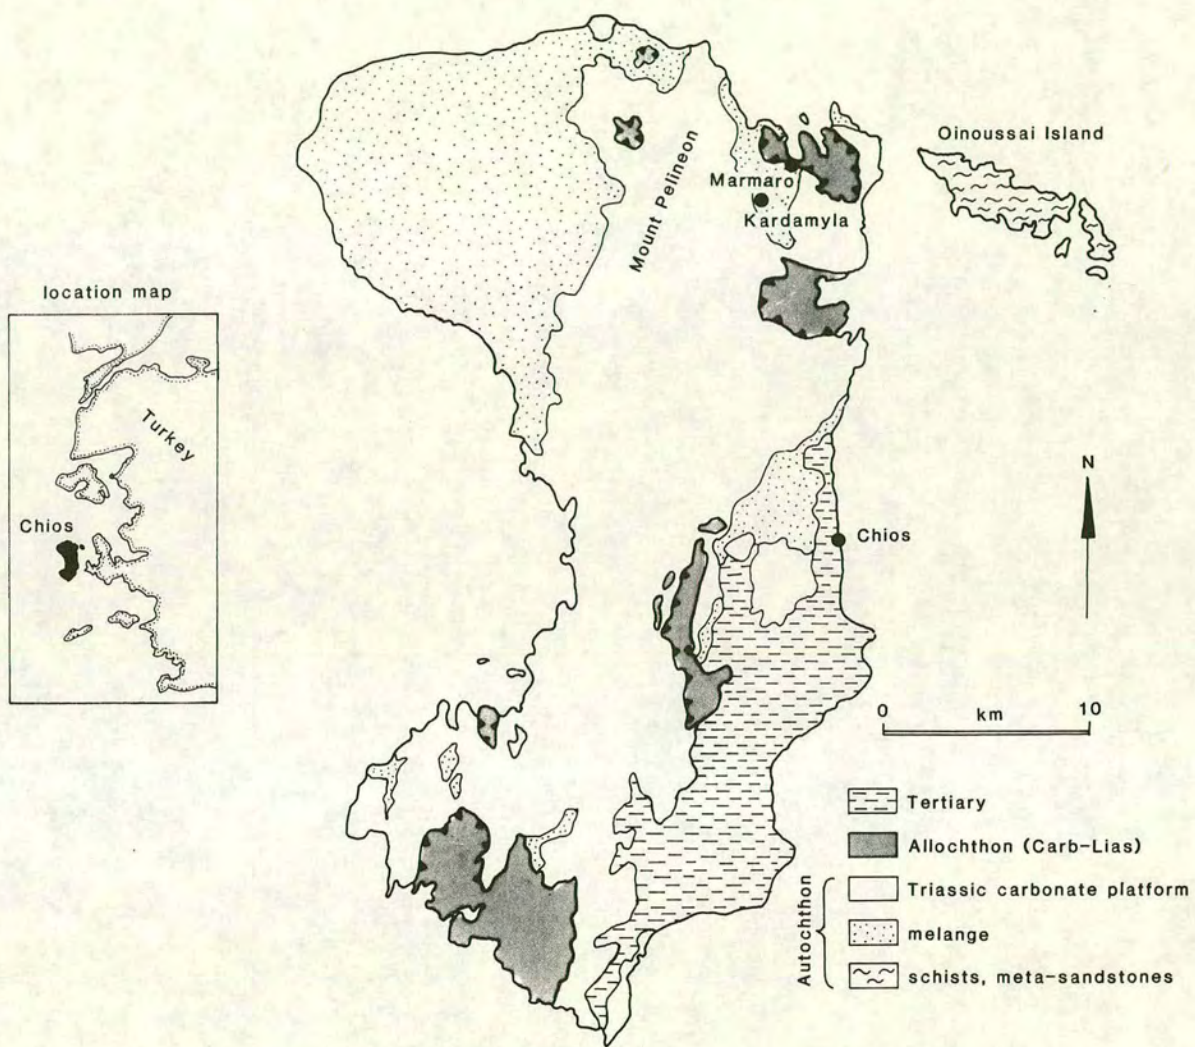 Oinoussai Island
Marmaro
Kardamyla
Mount Pelineon
location map
Turkey
Chios
N
Chios
0 km 10
Tertiary
Allochthon (Carb-Lias)
Autochthon
Triassic carbonate platform
melange
schists, meta-sandstones